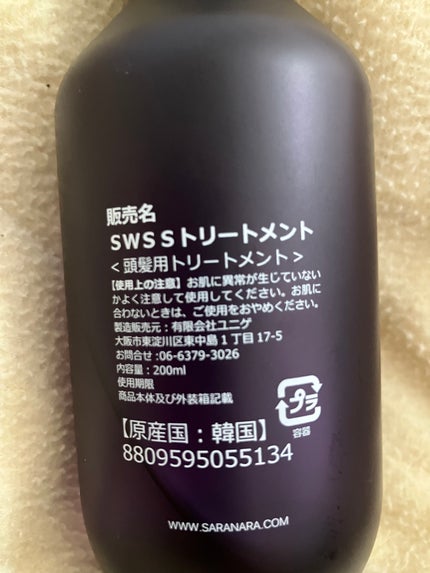 販売名
SWSSトリートメント
<頭髪用トリートメント>
【使用上の注意】お肌に異常が生じていない
かよく注意して使用してください。お肌に
合わないときは、ご使用をおやめください。
製造販売元:有限会社ユニゲ
大阪市東淀川区東中島1丁目17-5
お問合せ:06-6379-3026
内容量:200ml
使用期限
商品本体及び外装箱記載
プラ
容器
【原産国:韓国】
8809595055134
WWW.SARANARA.COM